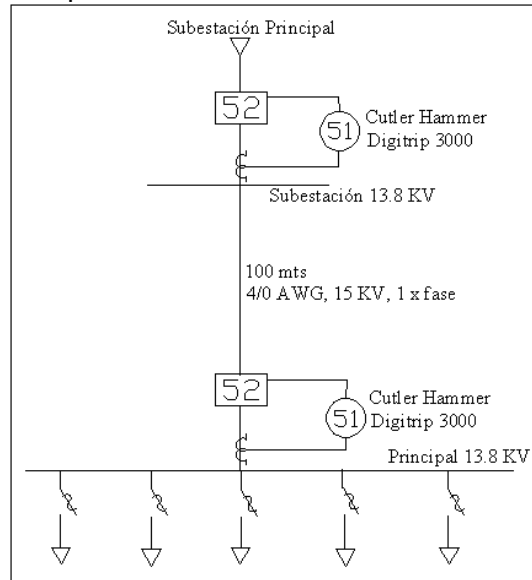 Subestación Principal
52
51
Cutler Hammer
Digitrip 3000
Subestación 13.8 KV
100 mts
4/0 AWG, 15 KV, 1 x fase
52
51
Cutler Hammer
Digitrip 3000
Principal 13.8 KV